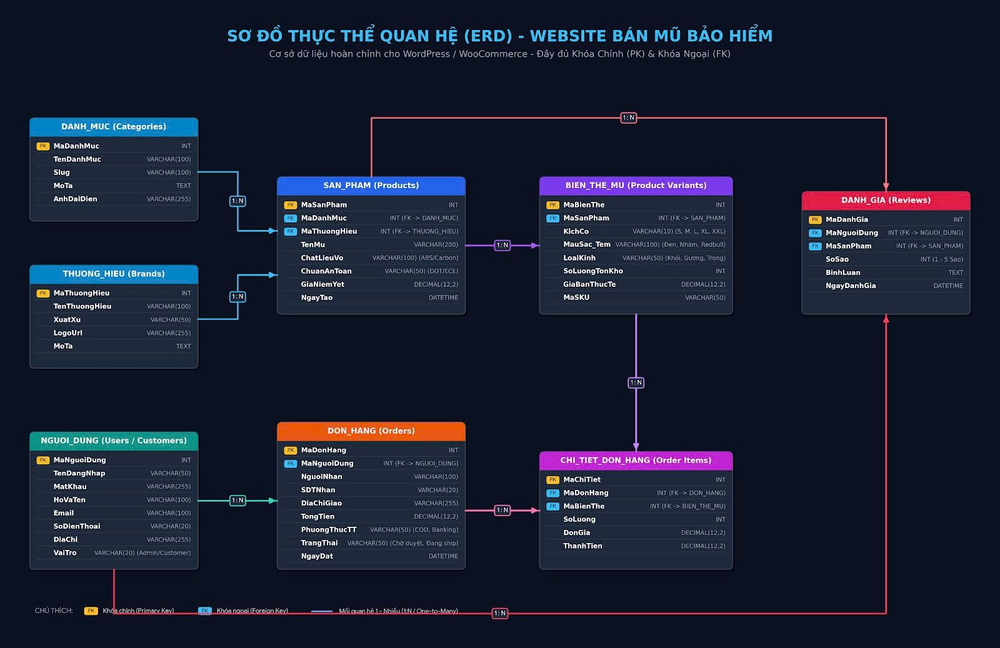 SƠ ĐỒ THỰC THỂ QUAN HỆ (ERD) - WEBSITE BÁN MŨ BẢO HIỂM
Cơ sở dữ liệu hoàn chỉnh cho WordPress / WooCommerce - Đầy đủ Khóa Chính (PK) & Khóa Ngoại (FK)
1:N
DANH_MUC (Categories)
PK MaDanhMuc INT
TenDanhMuc VARCHAR(100)
Slug VARCHAR(100)
MoTa TEXT
AnhDaiDien VARCHAR(255)
1:N
THUONG_HIEU (Brands)
PK MaThuongHieu INT
TenThuongHieu VARCHAR(100)
XuatXu VARCHAR(50)
LogoUrl VARCHAR(255)
MoTa TEXT
1:N
SAN_PHAM (Products)
PK MaSanPham INT
FK MaDanhMuc INT (FK -> DANH_MUC)
FK MaThuongHieu INT (FK -> THUONG_HIEU)
TenMu VARCHAR(200)
ChatLieuVo VARCHAR(100) (ABS/Carbon)
ChuanAnToan VARCHAR(50) (DOT/ECE)
GiaNiemYet DECIMAL(12,2)
NgayTao DATETIME
1:N
BIEN_THE_MU (Product Variants)
PK MaBienThe INT
FK MaSanPham INT (FK -> SAN_PHAM)
KichCo VARCHAR(10) (S, M, L, XL, XXL)
MauSac_Tem VARCHAR(100) (Đen, Nhám, Redbull)
LoaiKinh VARCHAR(50) (Khói, Gương, Trong)
SoLuongTonKho INT
GiaBanThucTe DECIMAL(12,2)
MaSKU VARCHAR(50)
1:N
DANH_GIA (Reviews)
PK MaDanhGia INT
FK MaNguoiDung INT (FK -> NGUOI_DUNG)
FK MaSanPham INT (FK -> SAN_PHAM)
SoSao INT (1 - 5 Sao)
BinhLuan TEXT
NgayDanhGia DATETIME
NGUOI_DUNG (Users / Customers)
PK MaNguoiDung INT
TenDangNhap VARCHAR(50)
MatKhau VARCHAR(255)
HoVaTen VARCHAR(100)
Email VARCHAR(100)
SoDienThoai VARCHAR(20)
DiaChi VARCHAR(255)
VaiTro VARCHAR(20) (Admin/Customer)
1:N
DON_HANG (Orders)
PK MaDonHang INT
FK MaNguoiDung INT (FK -> NGUOI_DUNG)
NguoiNhan VARCHAR(100)
SDTNhan VARCHAR(20)
DiaChiGiao VARCHAR(255)
TongTien DECIMAL(12,2)
PhuongThucTT VARCHAR(50) (COD, Banking)
TrangThai VARCHAR(50) (Chờ duyệt, Đang ship)
NgayDat DATETIME
1:N
CHI_TIET_DON_HANG (Order Items)
PK MaChiTiet INT
FK MaDonHang INT (FK -> DON_HANG)
FK MaBienThe INT (FK -> BIEN_THE_MU)
SoLuong INT
DonGia DECIMAL(12,2)
ThanhTien DECIMAL(12,2)
CHÚ THÍCH: PK Khóa chính (Primary Key) FK Khóa ngoại (Foreign Key) Mối quan hệ 1 - Nhiều (1:N / One-to-Many)
1:N